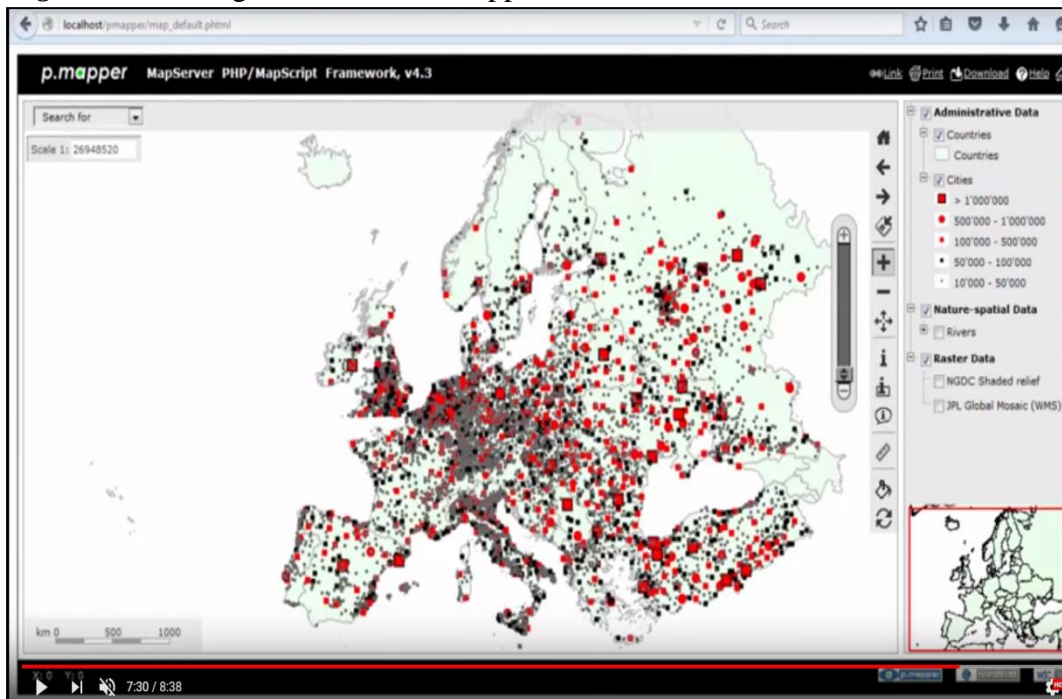 localhost/pmapper/map_default.phtml
Search
p.mapper MapServer PHP/MapScript Framework, v4.3
Link Print Download Help
Search for
Scale 1: 26948520
Administrative Data
Countries
Countries
Cities
> 1'000'000
500'000 - 1'000'000
100'000 - 500'000
50'000 - 100'000
10'000 - 50'000
Nature-spatial Data
Rivers
Raster Data
NGDC Shaded relief
JPL Global Mosaic (WMS)
km 0 500 1000
X: 0 Y: 0
p.mapper
7:30 / 8:38